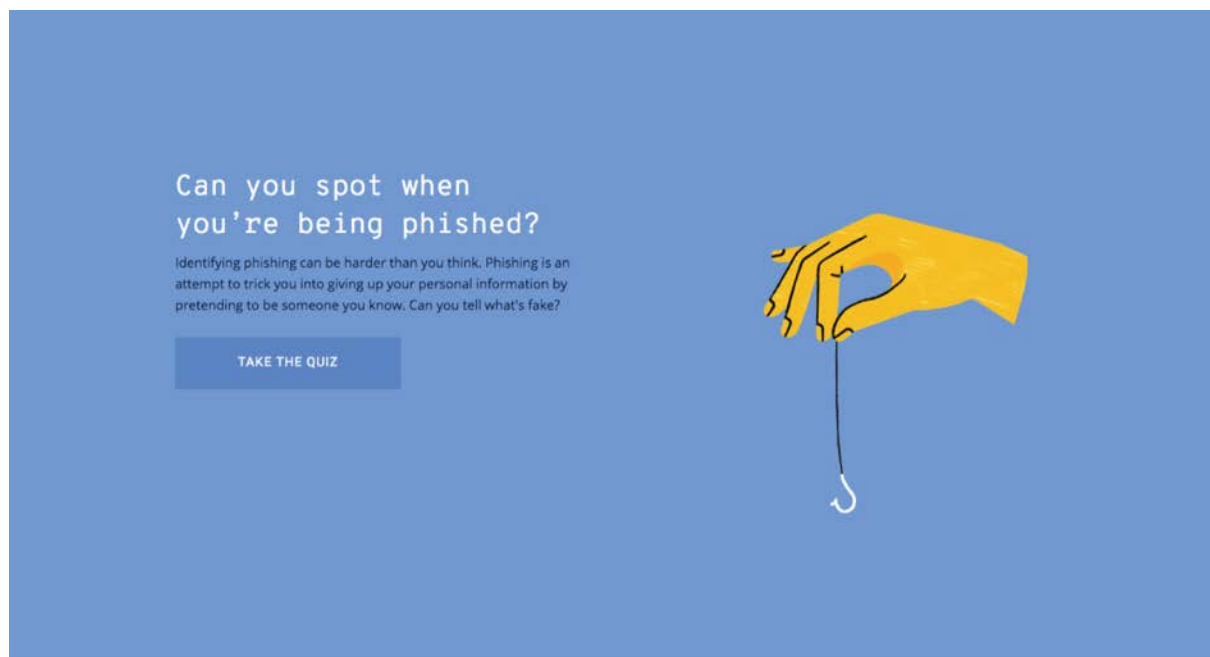 Can you spot when
you’re being phished?
Identifying phishing can be harder than you think. Phishing is an
attempt to trick you into giving up your personal information by
pretending to be someone you know. Can you tell what's fake?
TAKE THE QUIZ